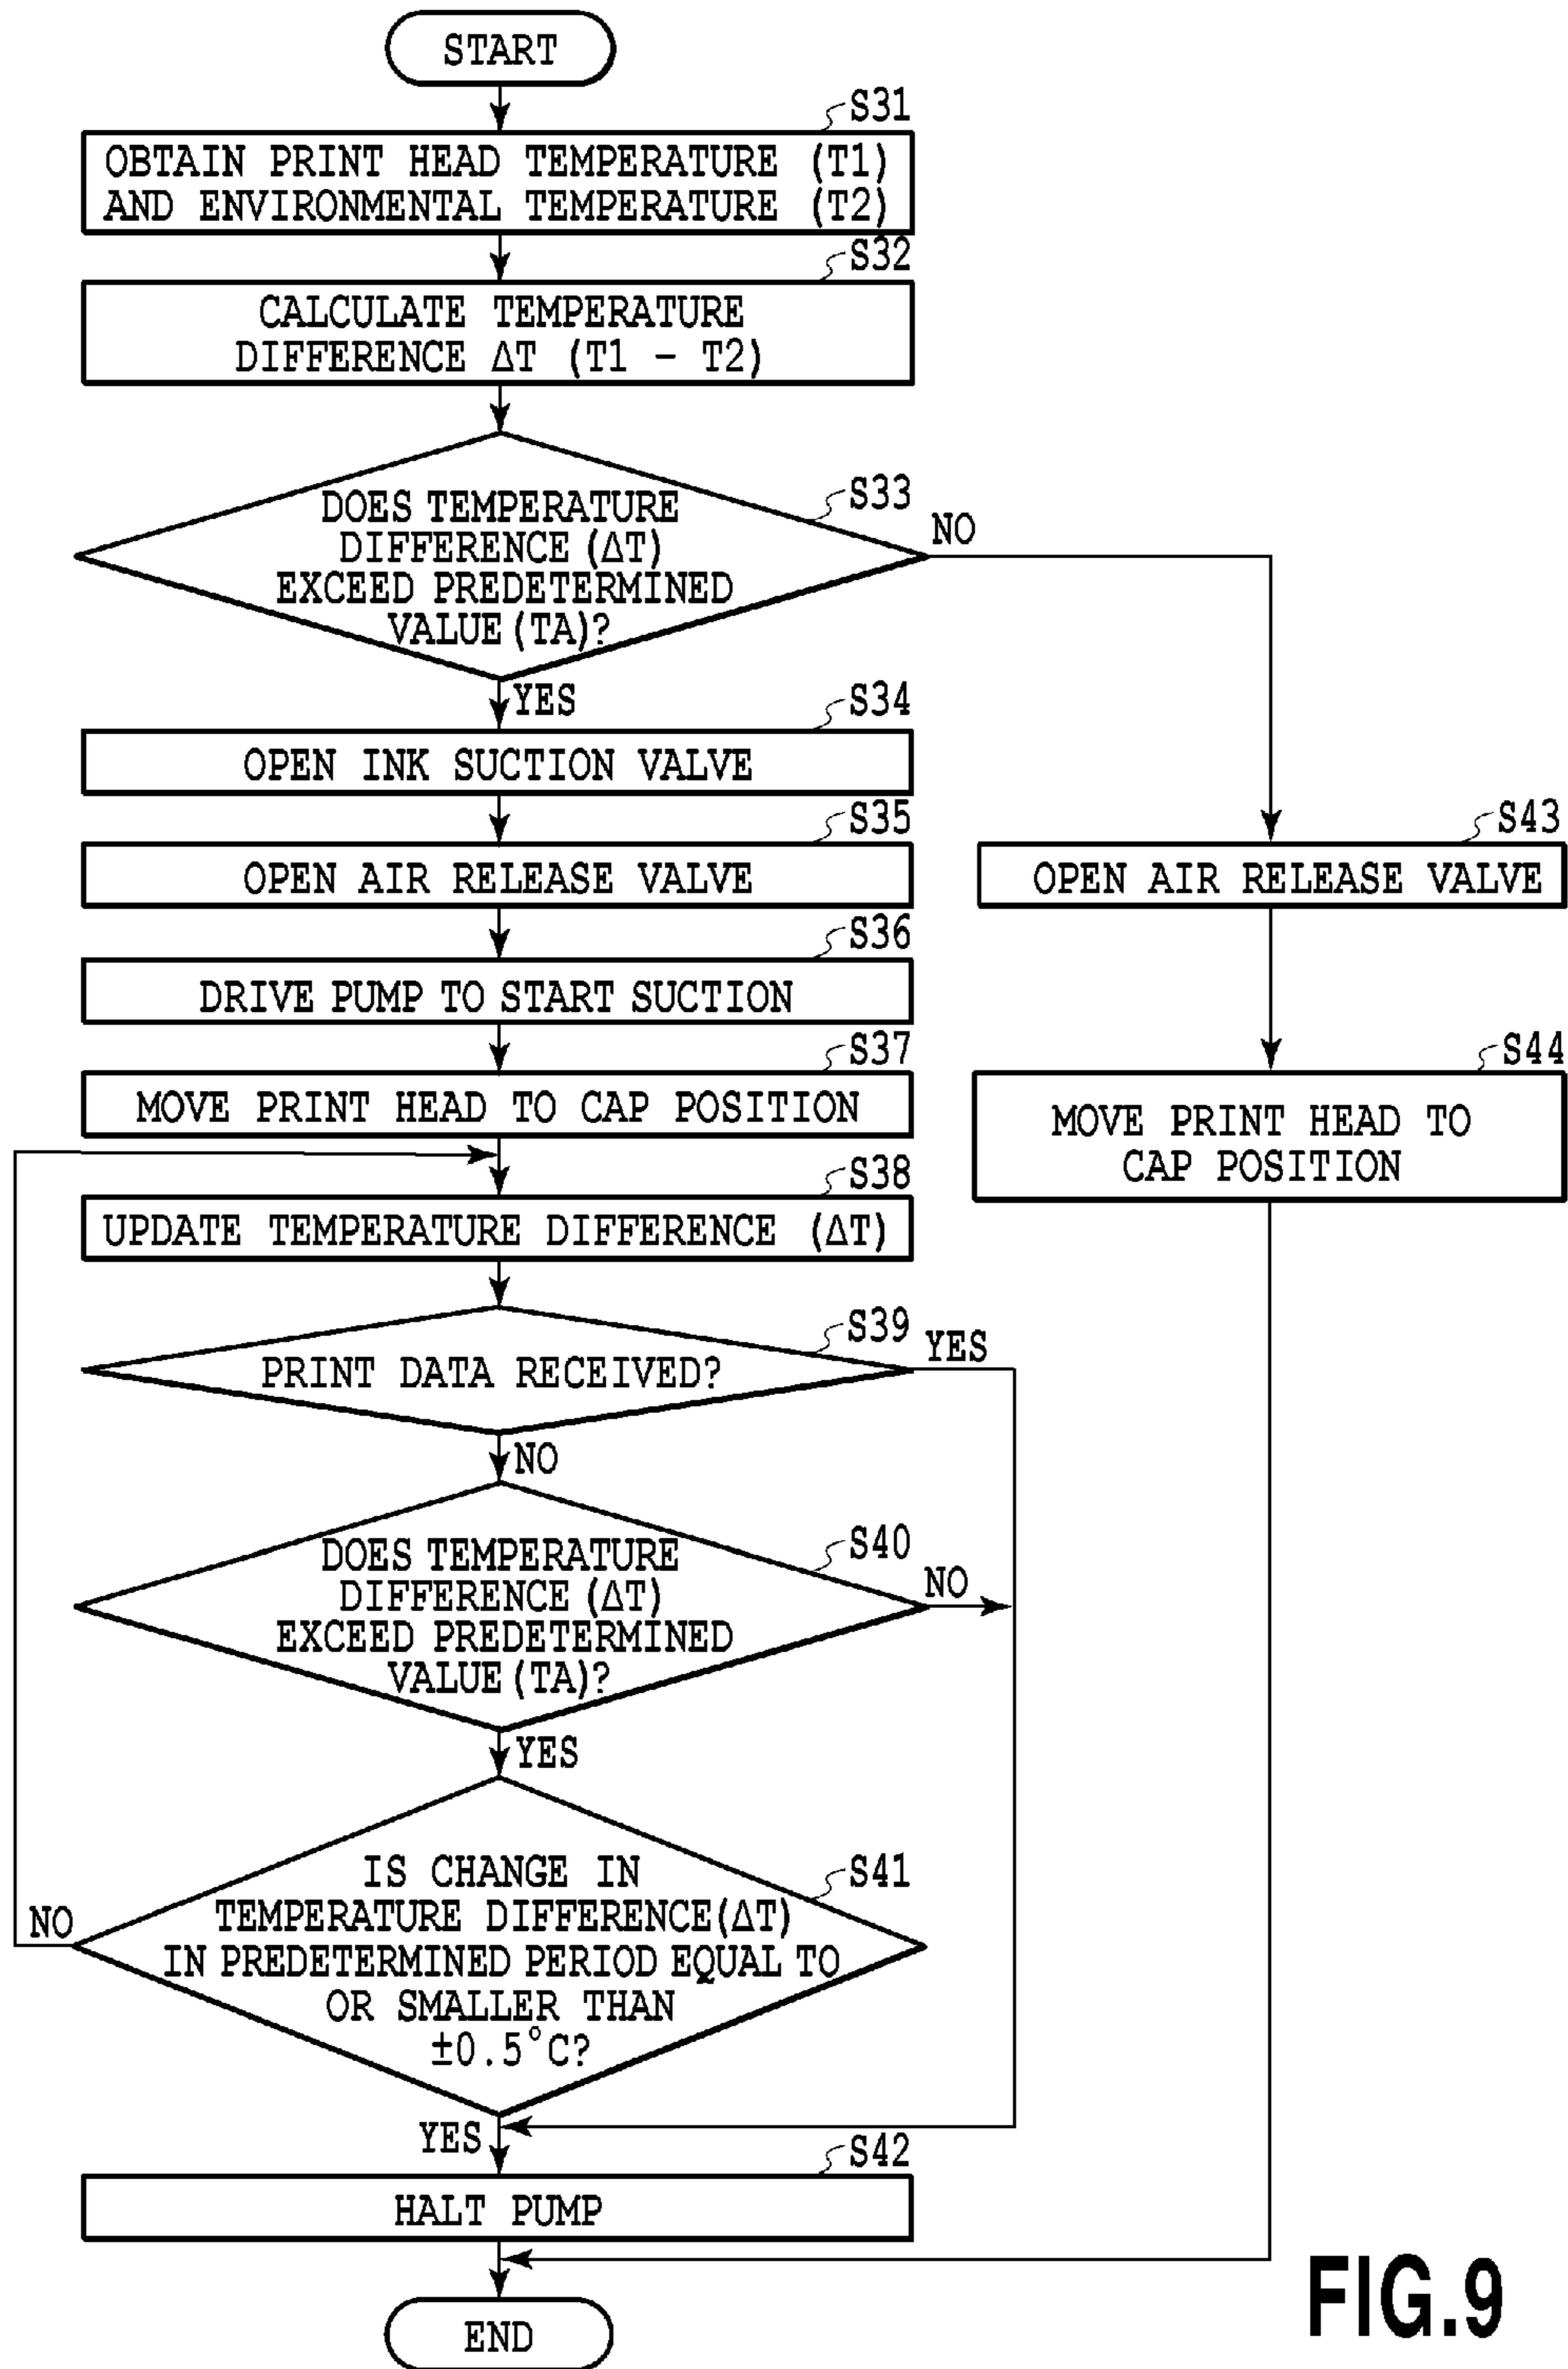 START
S31
OBTAIN PRINT HEAD TEMPERATURE (T1)
AND ENVIRONMENTAL TEMPERATURE (T2)
S32
CALCULATE TEMPERATURE
DIFFERENCE ΔT (T1 - T2)
S33
DOES TEMPERATURE
DIFFERENCE (ΔT)
EXCEED PREDETERMINED
VALUE (TA)?
NO
YES
S34
OPEN INK SUCTION VALVE
S35
OPEN AIR RELEASE VALVE
S43
OPEN AIR RELEASE VALVE
S36
DRIVE PUMP TO START SUCTION
S37
MOVE PRINT HEAD TO CAP POSITION
S44
MOVE PRINT HEAD TO
CAP POSITION
S38
UPDATE TEMPERATURE DIFFERENCE (ΔT)
S39
PRINT DATA RECEIVED?
YES
NO
S40
DOES TEMPERATURE
DIFFERENCE (ΔT)
EXCEED PREDETERMINED
VALUE (TA)?
NO
YES
S41
IS CHANGE IN
TEMPERATURE DIFFERENCE(ΔT)
IN PREDETERMINED PERIOD EQUAL TO
OR SMALLER THAN
±0.5°C?
NO
YES
S42
HALT PUMP
END
FIG.9